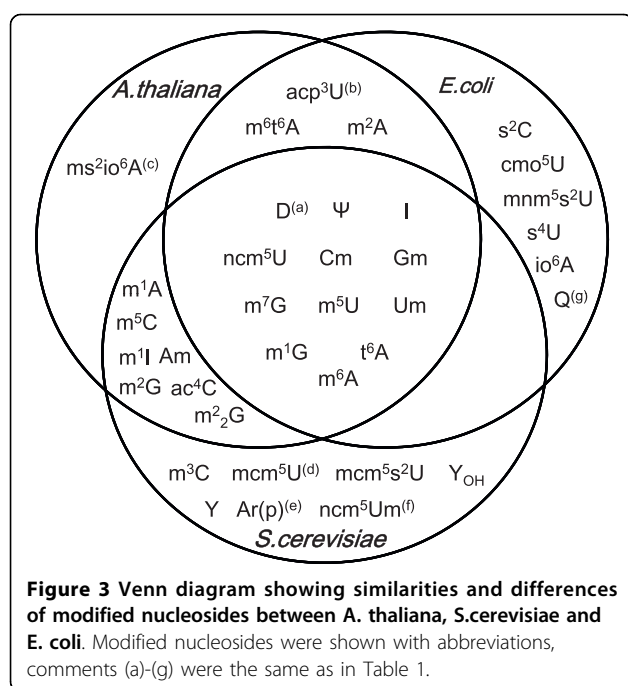 A.thaliana
E.coli
acp³U⁽ᵇ⁾
m⁶t⁶A m²A
s²C
cmo⁵U
mnm⁵s²U
s⁴U
io⁶A
Q⁽ᵍ⁾
ms²io⁶A⁽ᶜ⁾
D⁽ᵃ⁾ Ψ I
ncm⁵U Cm Gm
m⁷G m⁵U Um
m¹G t⁶A
m⁶A
m¹A
m⁵C
m¹I Am
m²G ac⁴C
m²₂G
m³C mcm⁵U⁽ᵈ⁾ mcm⁵s²U Y_OH
Y Ar(p)⁽ᵉ⁾ ncm⁵Um⁽ᶠ⁾
S.cerevisiae
Figure 3 Venn diagram showing similarities and differences
of modified nucleosides between A. thaliana, S.cerevisiae and
E. coli. Modified nucleosides were shown with abbreviations,
comments (a)-(g) were the same as in Table 1.